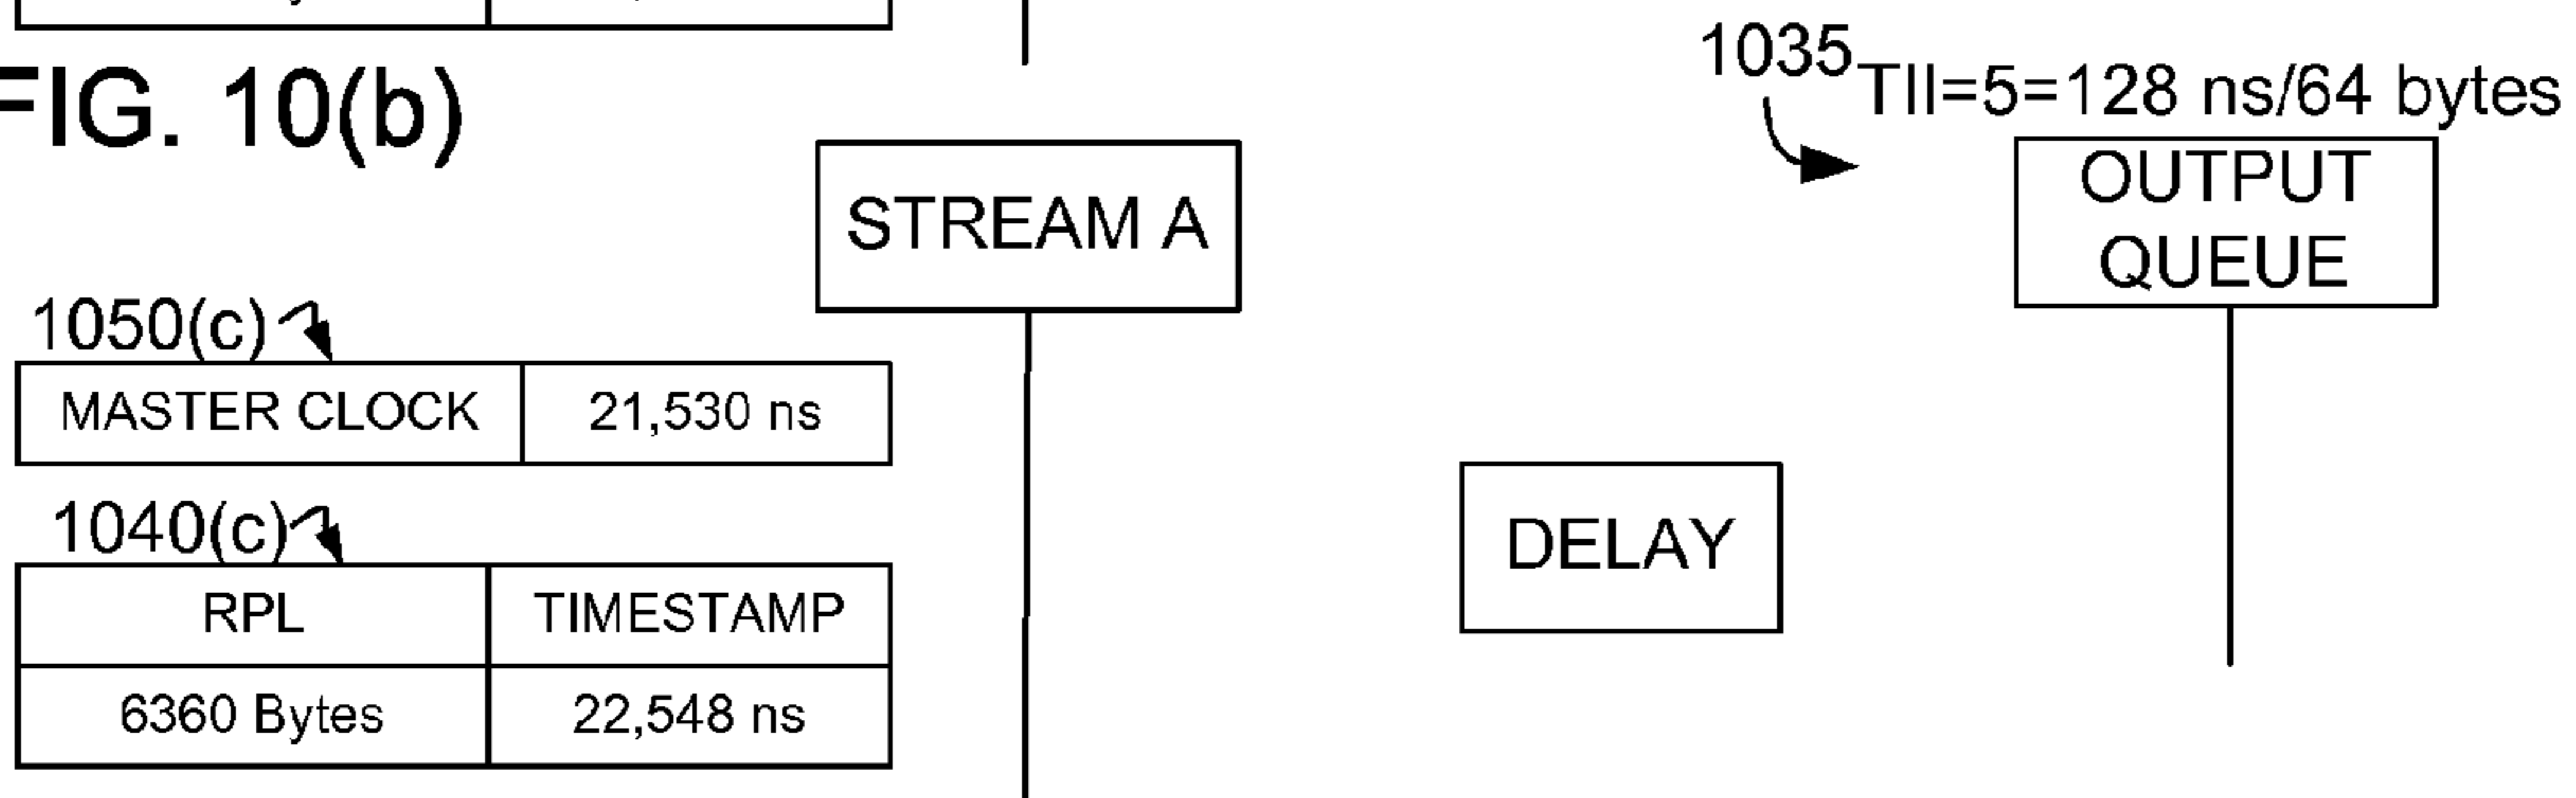 FIG. 10(b)
1035
TII=5=128 ns/64 bytes
OUTPUT
QUEUE
STREAM A
1050(c)
MASTER CLOCK 21,530 ns
DELAY
1040(c)
RPL TIMESTAMP
6360 Bytes 22,548 ns